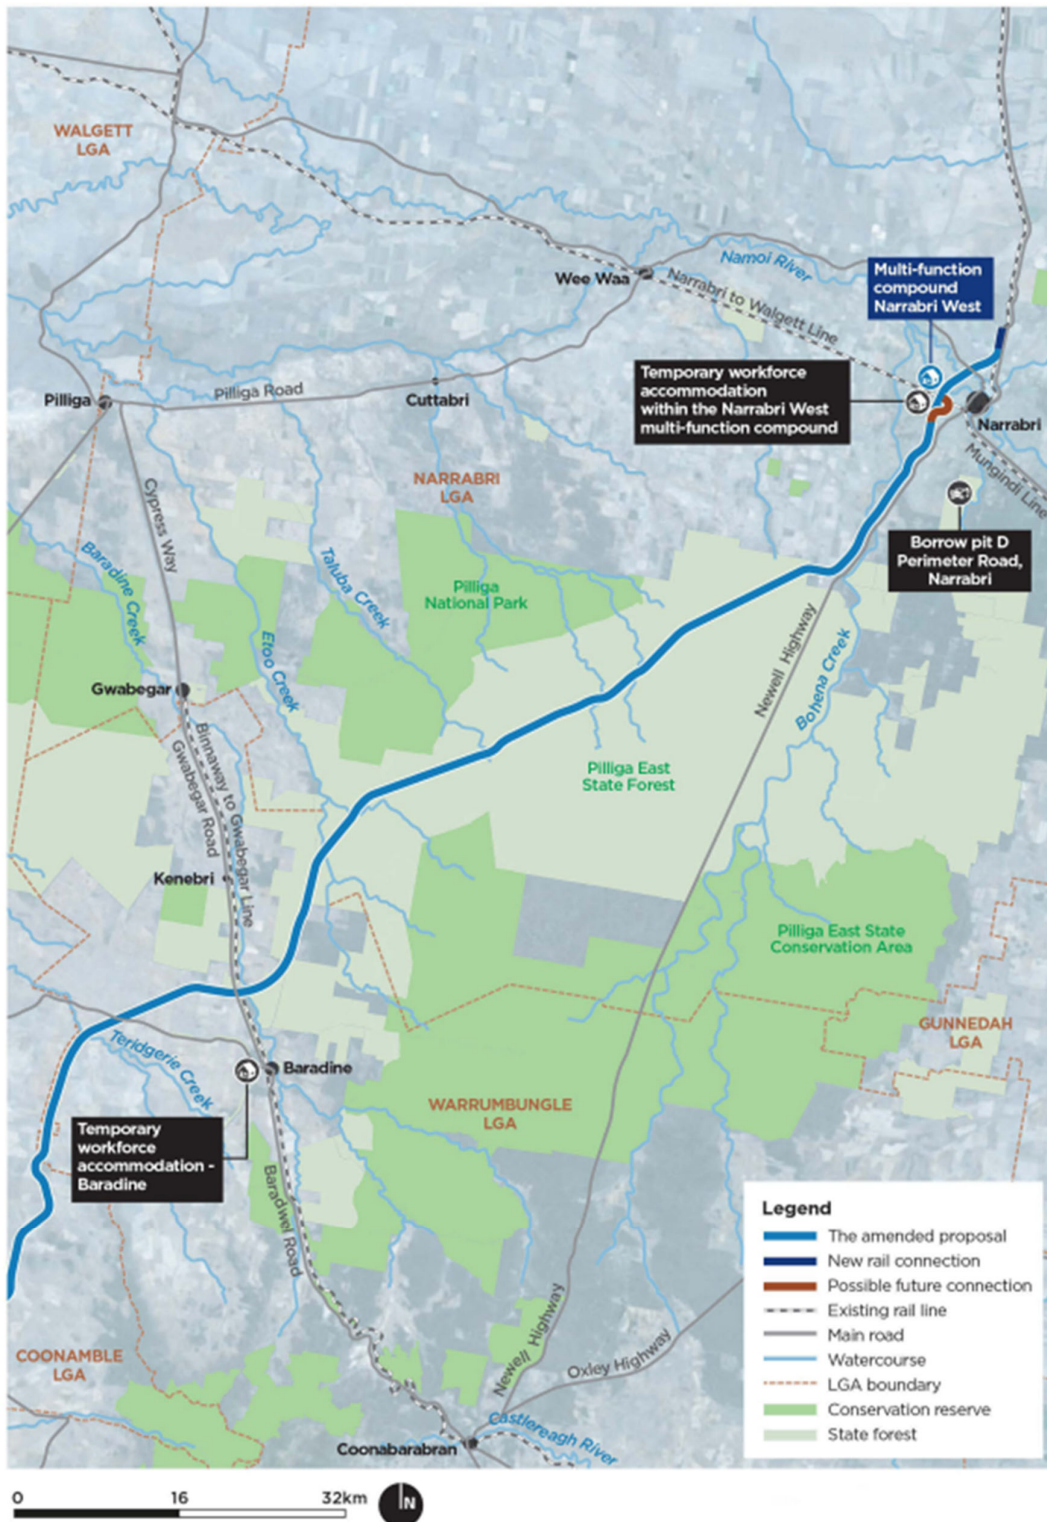 WALGETT
LGA
Namoi River
Wee Waa
Narrabri to Walgett Line
Multi-function
compound
Narrabri West
Temporary workforce
accommodation
within the Narrabri West
multi-function compound
Pilliga
Pilliga Road
Cuttabri
Narrabri
Mungindi Line
NARRABRI
LGA
Cypress Way
Baradine Creek
Borrow pit D
Perimeter Road,
Narrabri
Taluba Creek
Pilliga
National Park
Etoo Creek
Newell Highway
Bohena Creek
Gwabegar
Binnaway to Gwabegar Line
Gwabegar Road
Pilliga East
State Forest
Kenebri
Pilliga East State
Conservation Area
GUNNEDAH
LGA
Teridgerie Creek
Baradine
WARRUMBUNGLE
LGA
Temporary
workforce
accommodation -
Baradine
Baradwel Road
Legend
The amended proposal
New rail connection
Possible future connection
Existing rail line
Main road
Watercourse
LGA boundary
Conservation reserve
State forest
Newell Highway
Oxley Highway
COONAMBLE
LGA
Castlereagh River
Coonabarabran
0 16 32km
N